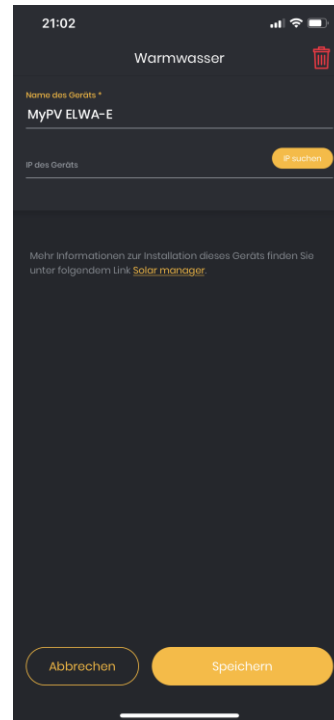 21:02
Warmwasser
Name des Geräts *
MyPV ELWA-E
IP des Geräts
IP suchen
Mehr Informationen zur Installation dieses Geräts finden Sie
unter folgendem Link Solar manager.
Abbrechen
Speichern